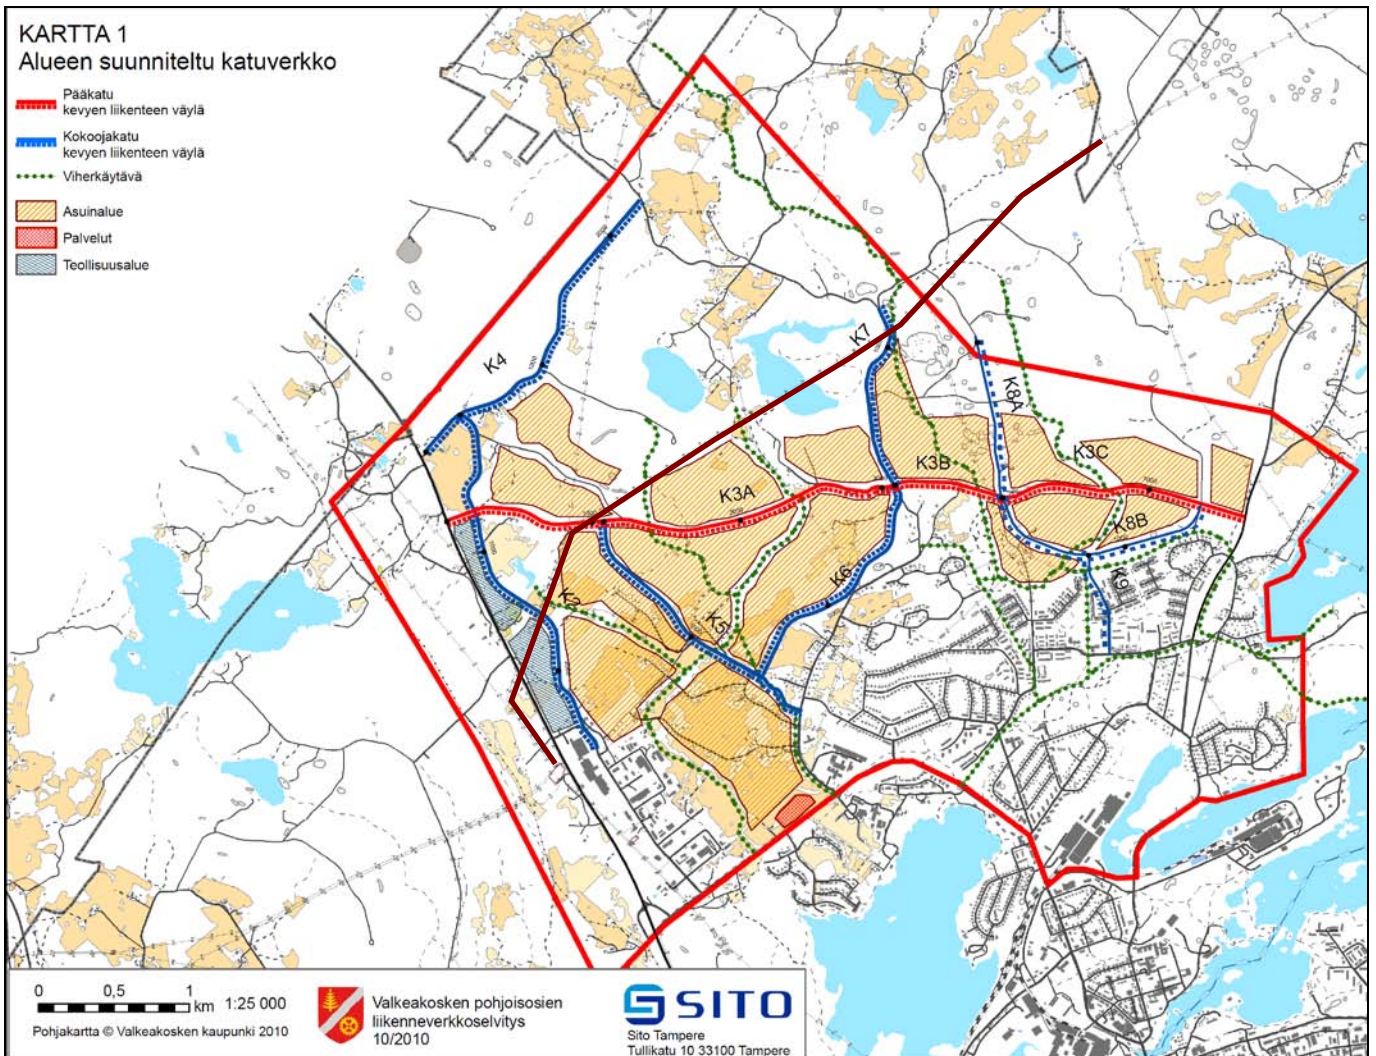 KARTTA 1
Alueen suunniteltu katuverkko
Pääkatu
kevyen liikenteen väylä
Kokoojakatu
kevyen liikenteen väylä
Viherkäytävä
Asuinalue
Palvelut
Teollisuusalue
K4
K7
K8A
K3B
K3C
K3A
K8B
K6
K9
K5
0 0,5 1
km 1:25 000
Pohjakartta © Valkeakosken kaupunki 2010
Valkeakosken pohjoisosien
liikenneverkkoselvitys
10/2010
SITO
Sito Tampere
Tullikatu 10 33100 Tampere